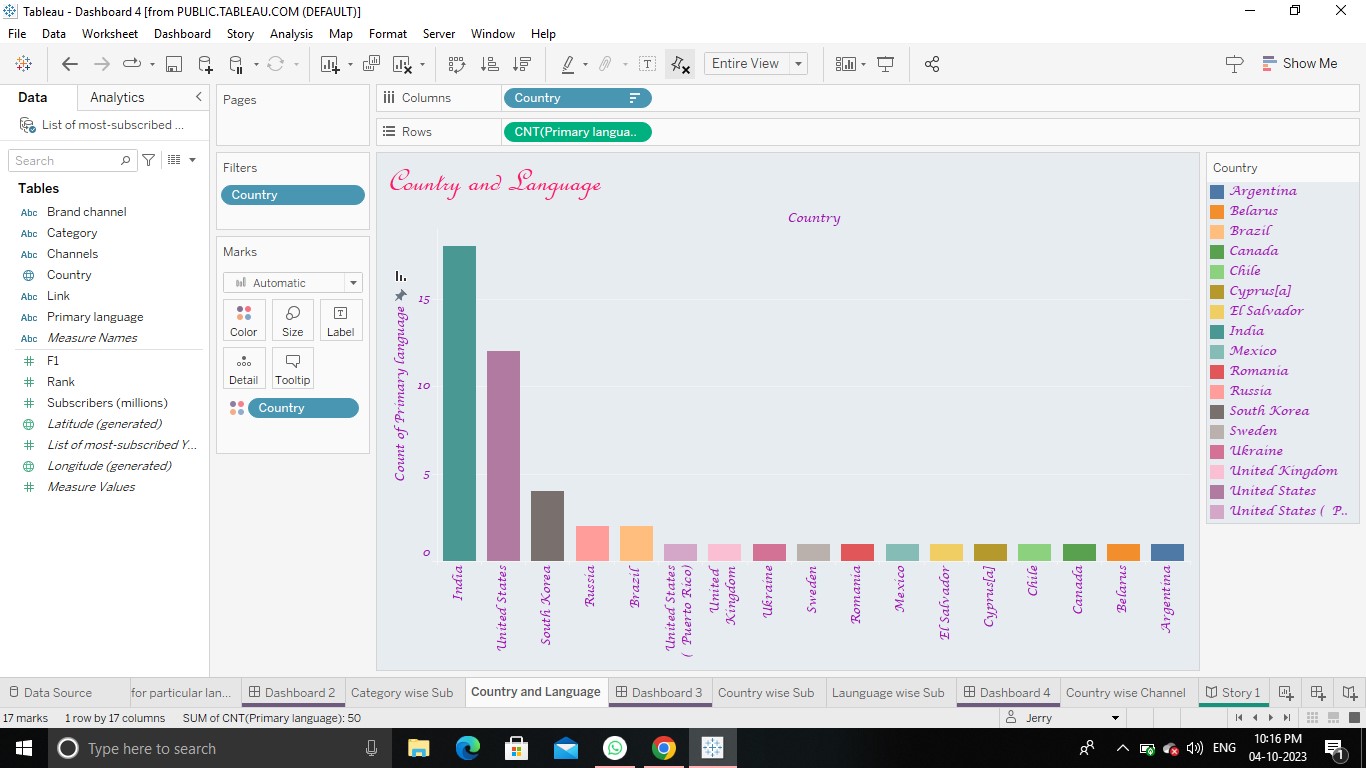 Tableau - Dashboard 4 [from PUBLIC.TABLEAU.COM (DEFAULT)]
File Data Worksheet Dashboard Story Analysis Map Format Server Window Help
Entire View
Show Me
Data Analytics
List of most-subscribed ...
Search
Tables
Abc Brand channel
Abc Category
Abc Channels
Country
Abc Link
Abc Primary language
Abc Measure Names
F1
Rank
Subscribers (millions)
Latitude (generated)
List of most-subscribed Y...
Longitude (generated)
Measure Values
Pages
Filters
Country
Marks
Automatic
Color Size Label
Detail Tooltip
Country
Columns Country
Rows CNT(Primary langua..
Country and Language
Country
Count of Primary language
15
10
5
0
India
United States
South Korea
Russia
Brazil
United States
( Puerto Rico)
United
Kingdom
Ukraine
Sweden
Romania
Mexico
El Salvador
Cyprus[a]
Chile
Canada
Belarus
Argentina
Country
Argentina
Belarus
Brazil
Canada
Chile
Cyprus[a]
El Salvador
India
Mexico
Romania
Russia
South Korea
Sweden
Ukraine
United Kingdom
United States
United States ( P..
Data Source for particular lan... Dashboard 2 Category wise Sub Country and Language Dashboard 3 Country wise Sub Launguage wise Sub Dashboard 4 Country wise Channel Story 1
17 marks 1 row by 17 columns SUM of CNT(Primary language): 50 Jerry
Type here to search
ENG
10:16 PM
04-10-2023
1